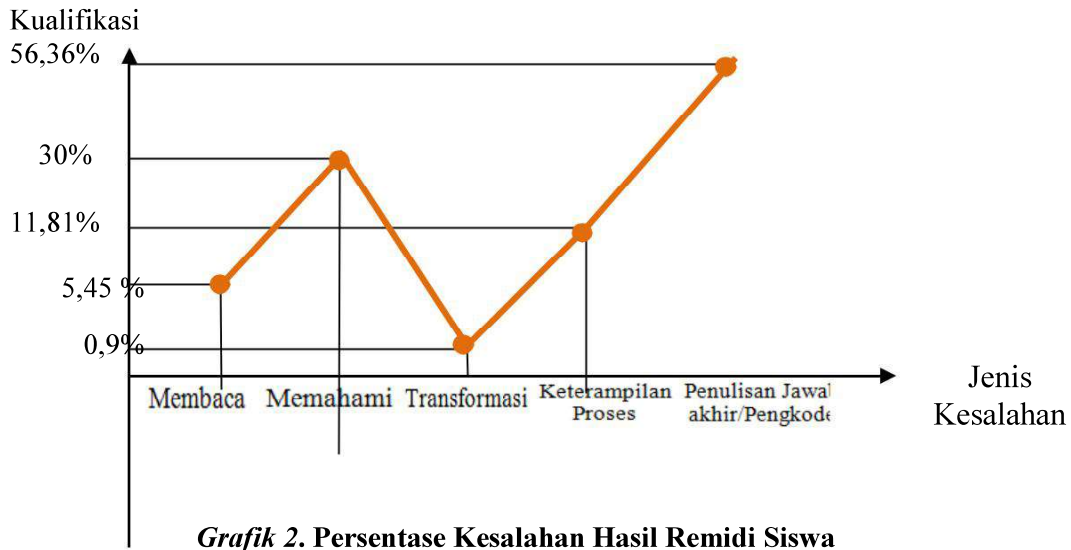 Kualifikasi
56,36%
30%
11,81%
5,45 %
0,9%
Membaca
Memahami
Transformasi
Keterampilan
Proses
Penulisan Jawa
akhir/Pengkode
Jenis
Kesalahan
Grafik 2. Persentase Kesalahan Hasil Remidi Siswa